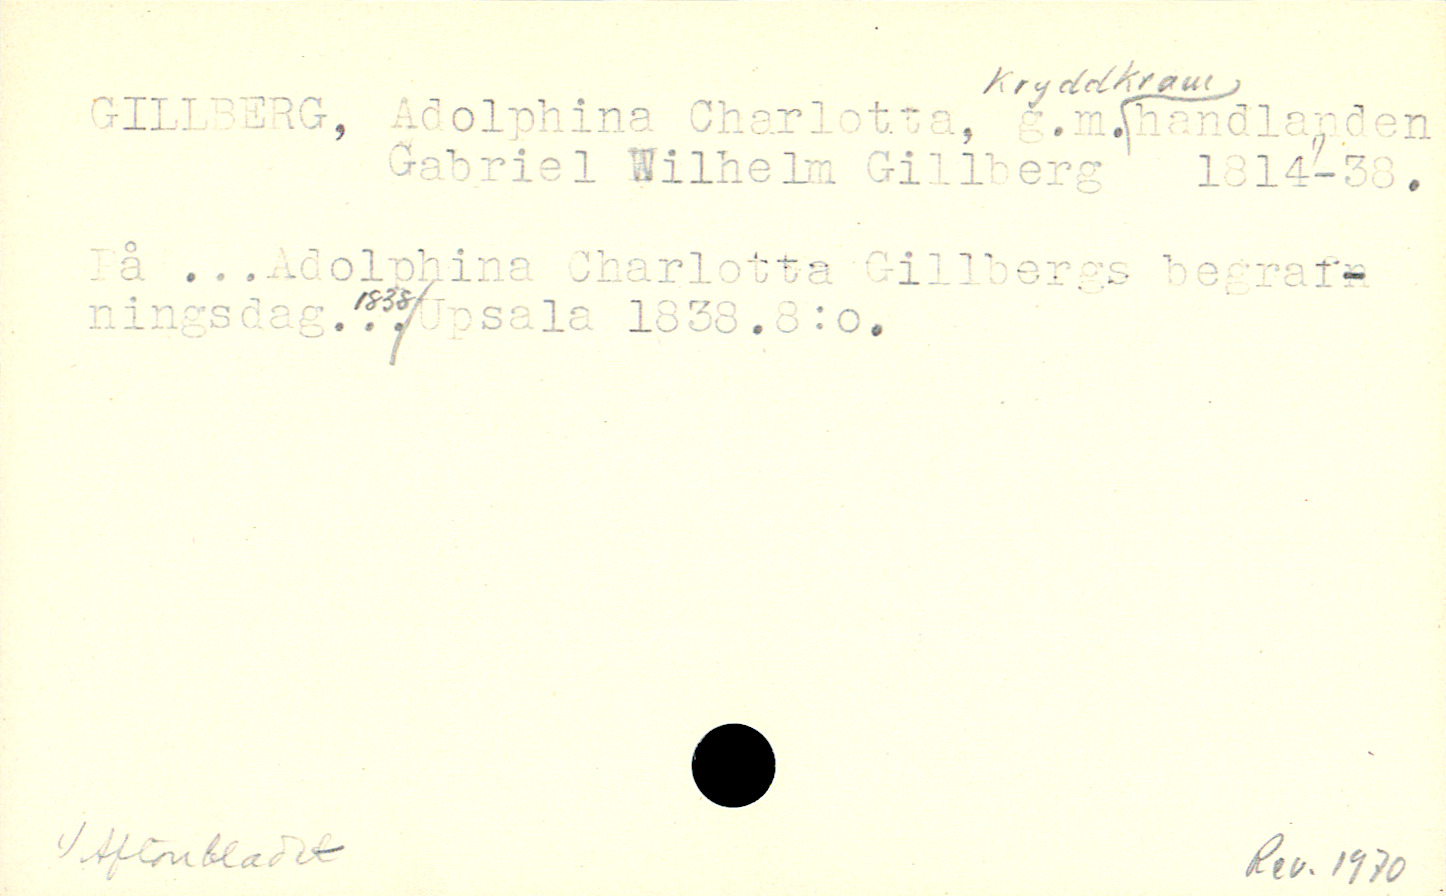 Kryddkram
GILLBERG, Adolphina Charlotta, g.m. handlanden
Gabriel Wilhelm Gillberg 1814?-38.
På ...Adolphina Charlotta Gillbergs begraf-
ningsdag... 1838/ Upsala 1838.8:o.
1/ Aftonbladet
Rev. 1970